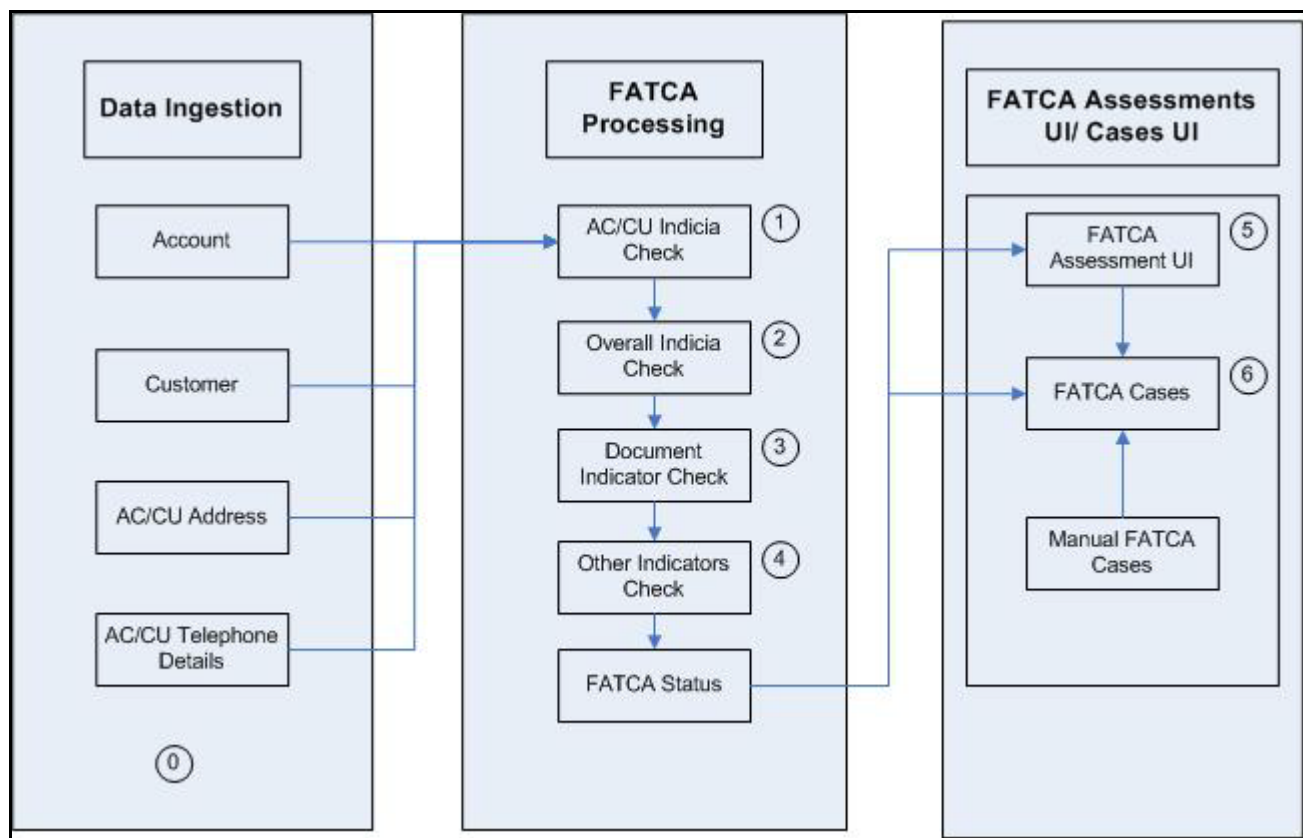 Data Ingestion
Account
Customer
AC/CU Address
AC/CU Telephone
Details
0
FATCA
Processing
AC/CU Indicia
Check
1
Overall Indicia
Check
2
Document
Indicator Check
3
Other Indicators
Check
4
FATCA Status
FATCA Assessments
UI/ Cases UI
FATCA
Assessment UI
5
FATCA Cases
6
Manual FATCA
Cases